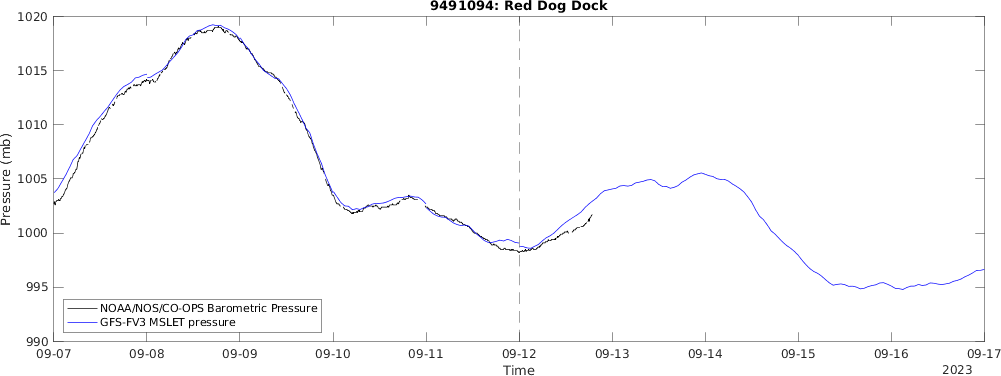 9491094: Red Dog Dock
1020
1015
1010
1005
1000
995
990
Pressure (mb)
NOAA/NOS/CO-OPS Barometric Pressure
GFS-FV3 MSLET pressure
09-07 09-08 09-09 09-10 09-11 09-12 09-13 09-14 09-15 09-16 09-17
Time
2023